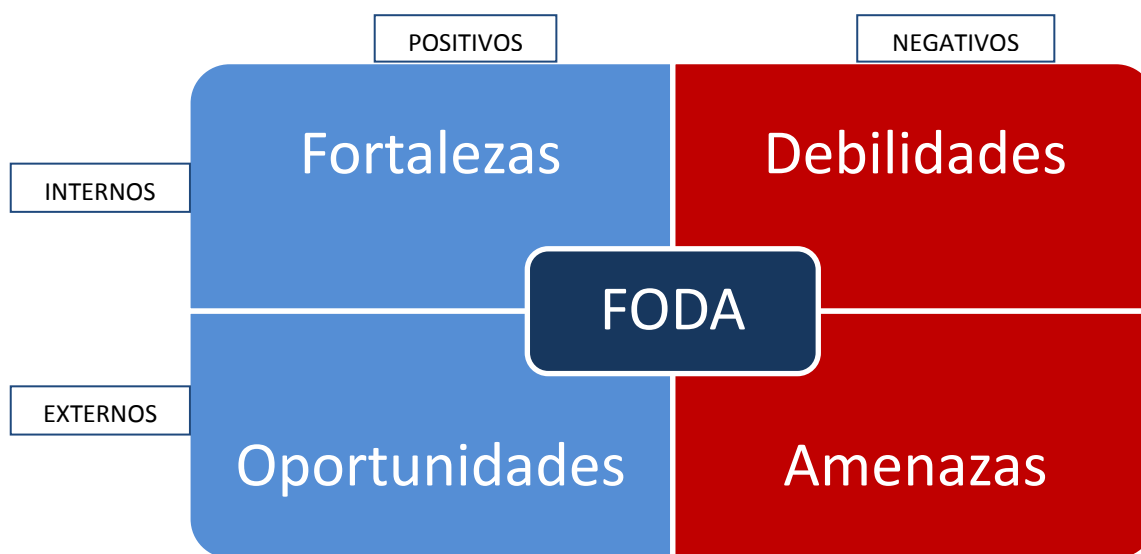 POSITIVOS
NEGATIVOS
Fortalezas
Debilidades
INTERNOS
FODA
EXTERNOS
Oportunidades
Amenazas